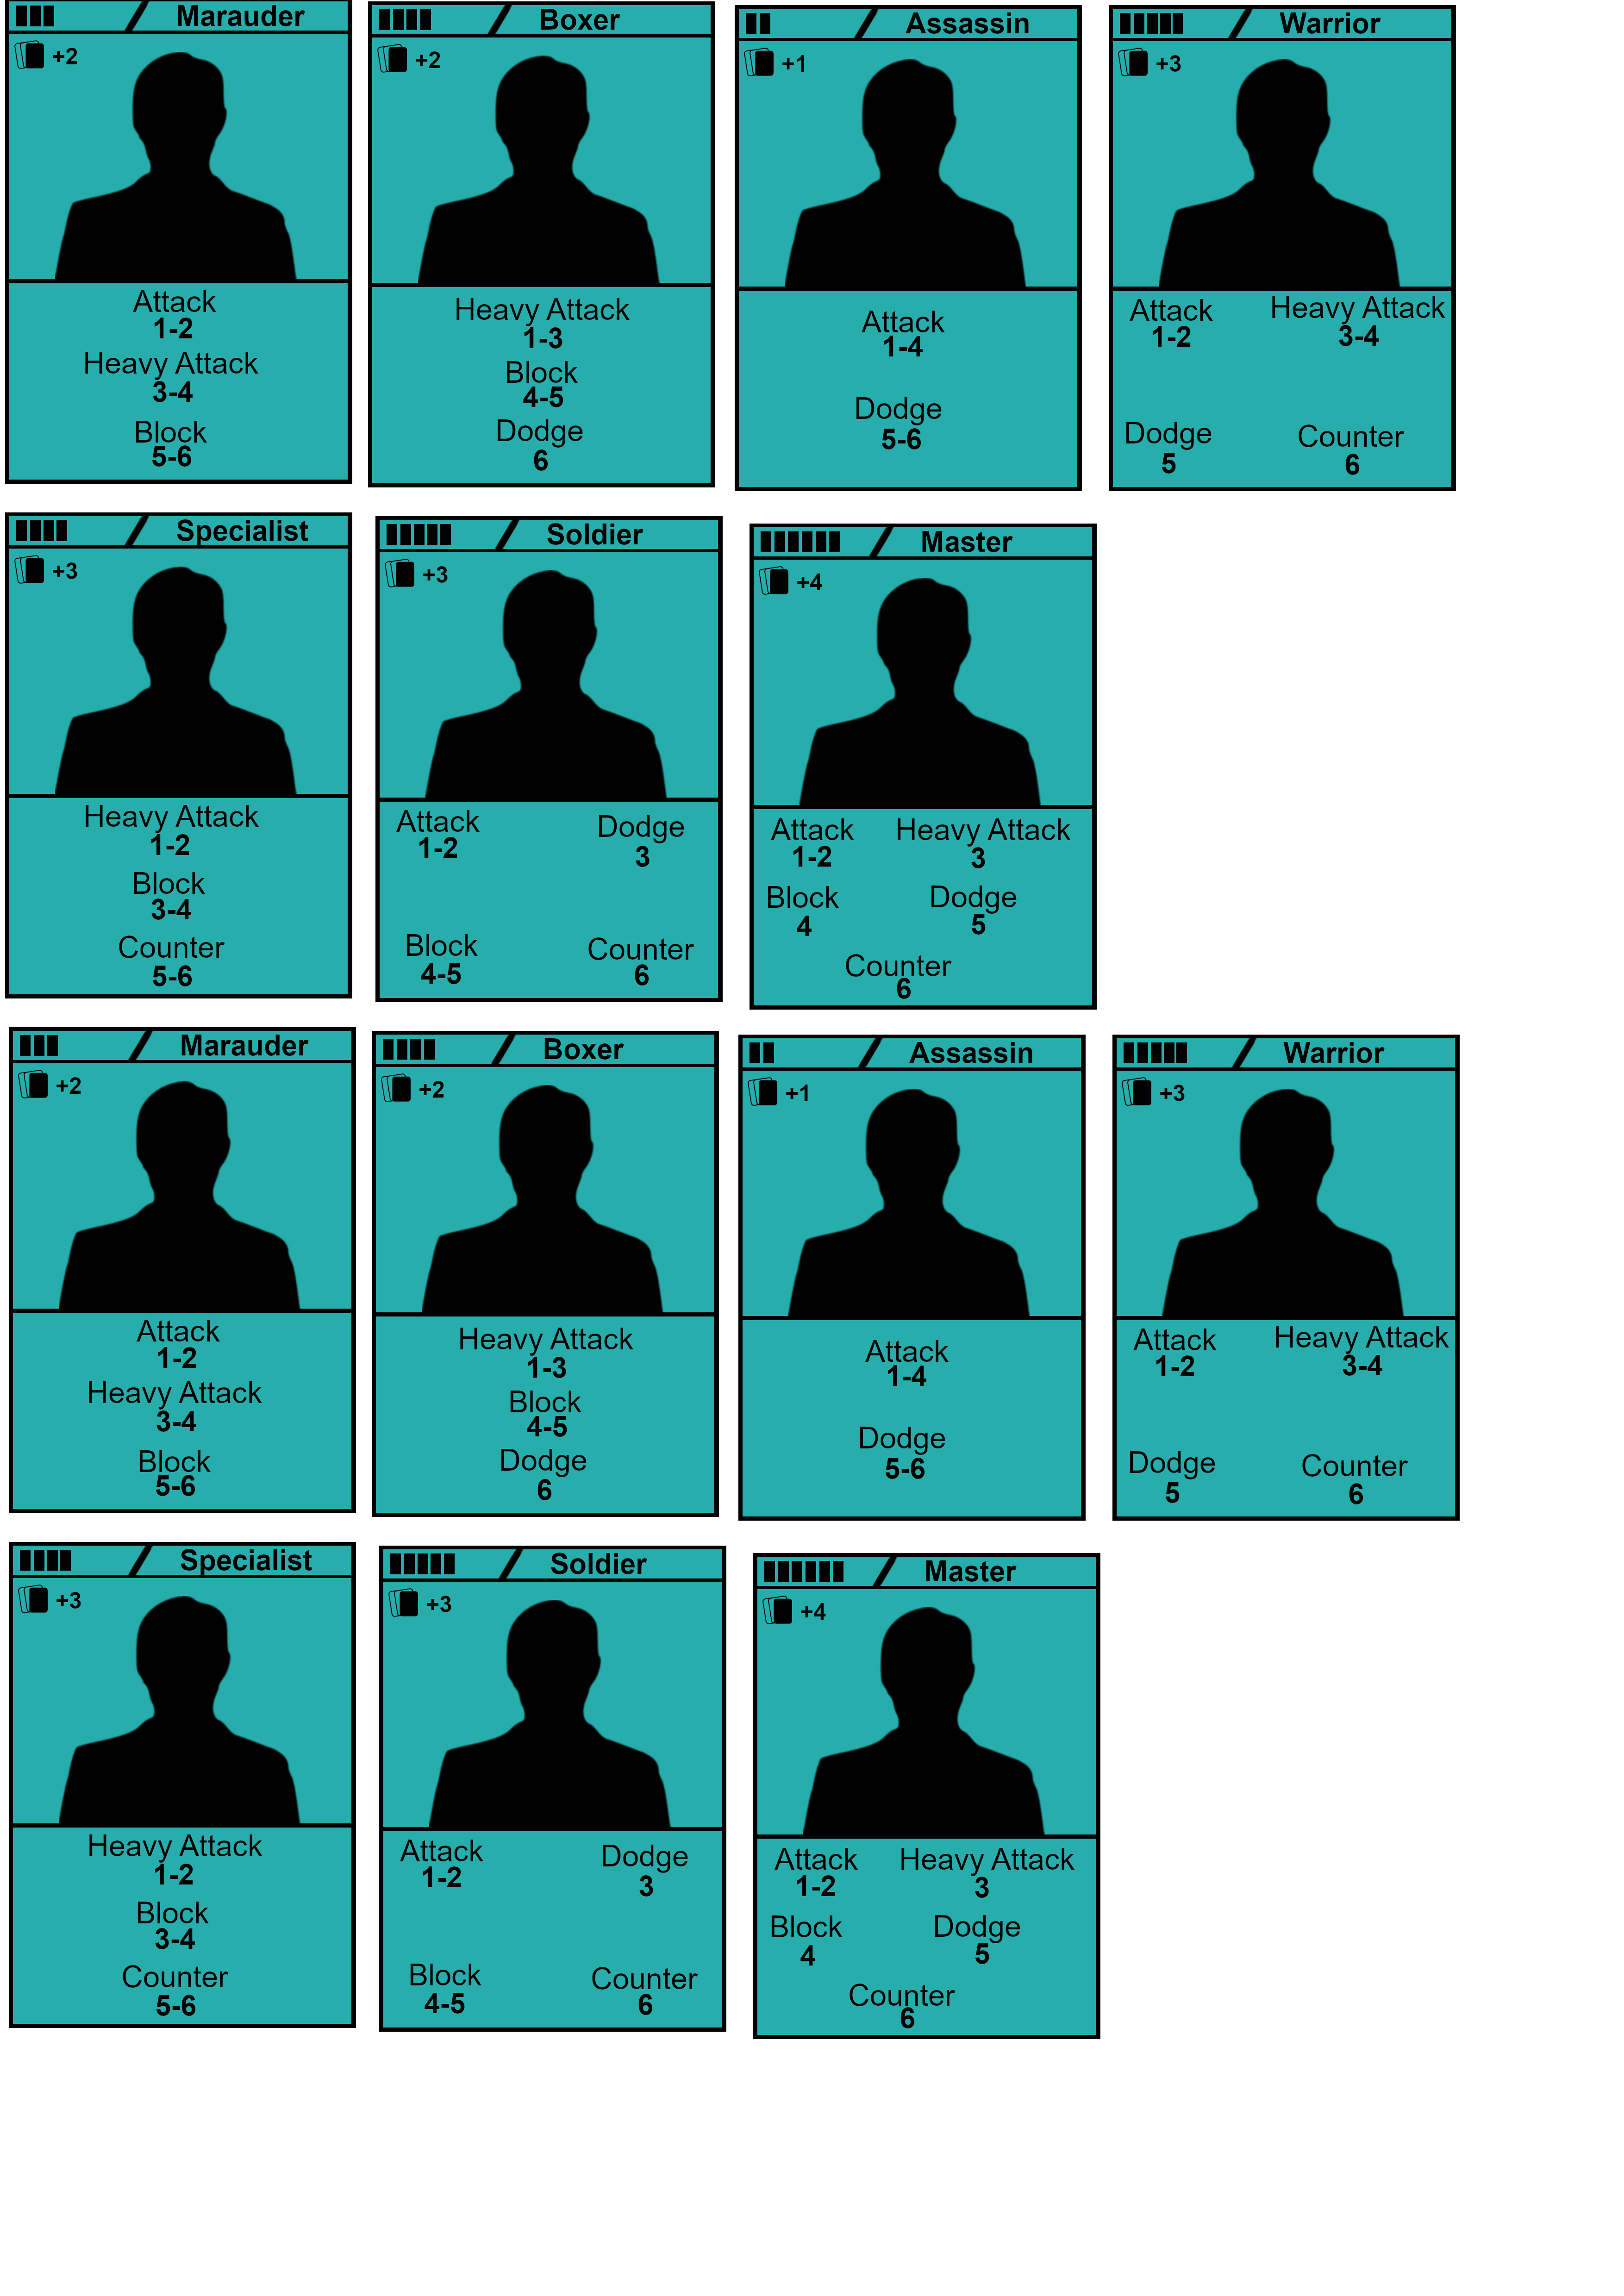 Marauder
+2
Attack
1-2
Heavy Attack
3-4
Block
5-6
Boxer
+2
Heavy Attack
1-3
Block
4-5
Dodge
6
Assassin
+1
Attack
1-4
Dodge
5-6
Warrior
+3
Attack
1-2
Heavy Attack
3-4
Dodge
5
Counter
6
Specialist
+3
Heavy Attack
1-2
Block
3-4
Counter
5-6
Soldier
+3
Attack
1-2
Dodge
3
Block
4-5
Counter
6
Master
+4
Attack
1-2
Heavy Attack
3
Block
4
Dodge
5
Counter
6
Marauder
+2
Attack
1-2
Heavy Attack
3-4
Block
5-6
Boxer
+2
Heavy Attack
1-3
Block
4-5
Dodge
6
Assassin
+1
Attack
1-4
Dodge
5-6
Warrior
+3
Attack
1-2
Heavy Attack
3-4
Dodge
5
Counter
6
Specialist
+3
Heavy Attack
1-2
Block
3-4
Counter
5-6
Soldier
+3
Attack
1-2
Dodge
3
Block
4-5
Counter
6
Master
+4
Attack
1-2
Heavy Attack
3
Block
4
Dodge
5
Counter
6